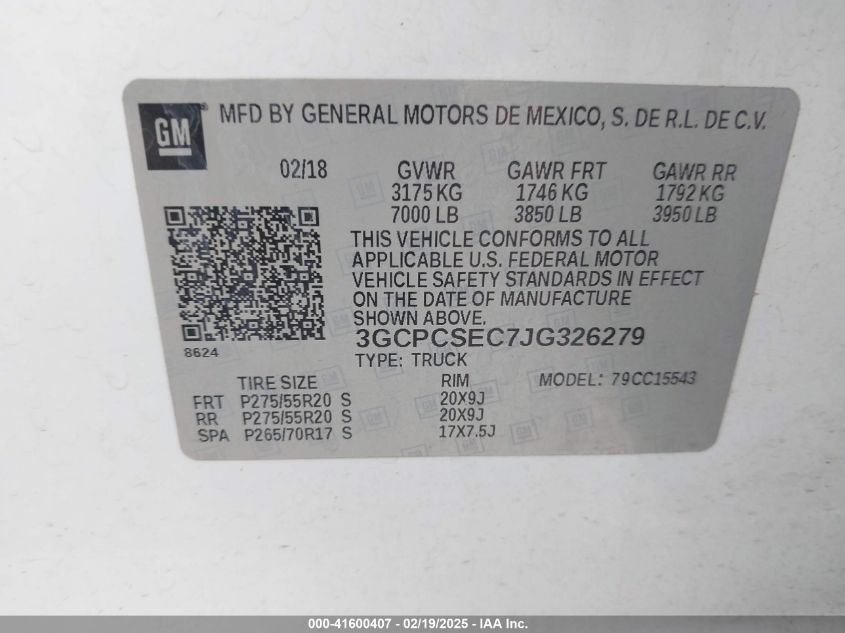 GM MFD BY GENERAL MOTORS DE MEXICO, S. DE R.L. DE C.V.
02/18 GVWR GAWR FRT GAWR RR
3175 KG 1746 KG 1792 KG
7000 LB 3850 LB 3950 LB
THIS VEHICLE CONFORMS TO ALL
APPLICABLE U.S. FEDERAL MOTOR
VEHICLE SAFETY STANDARDS IN EFFECT
ON THE DATE OF MANUFACTURE
SHOWN ABOVE.
3GCPCSEC7JG326279
8624
TYPE: TRUCK
TIRE SIZE RIM MODEL: 79CC15543
FRT P275/55R20 S 20X9J
RR P275/55R20 S 20X9J
SPA P265/70R17 S 17X7.5J
000-41600407 - 02/19/2025 - IAA Inc.